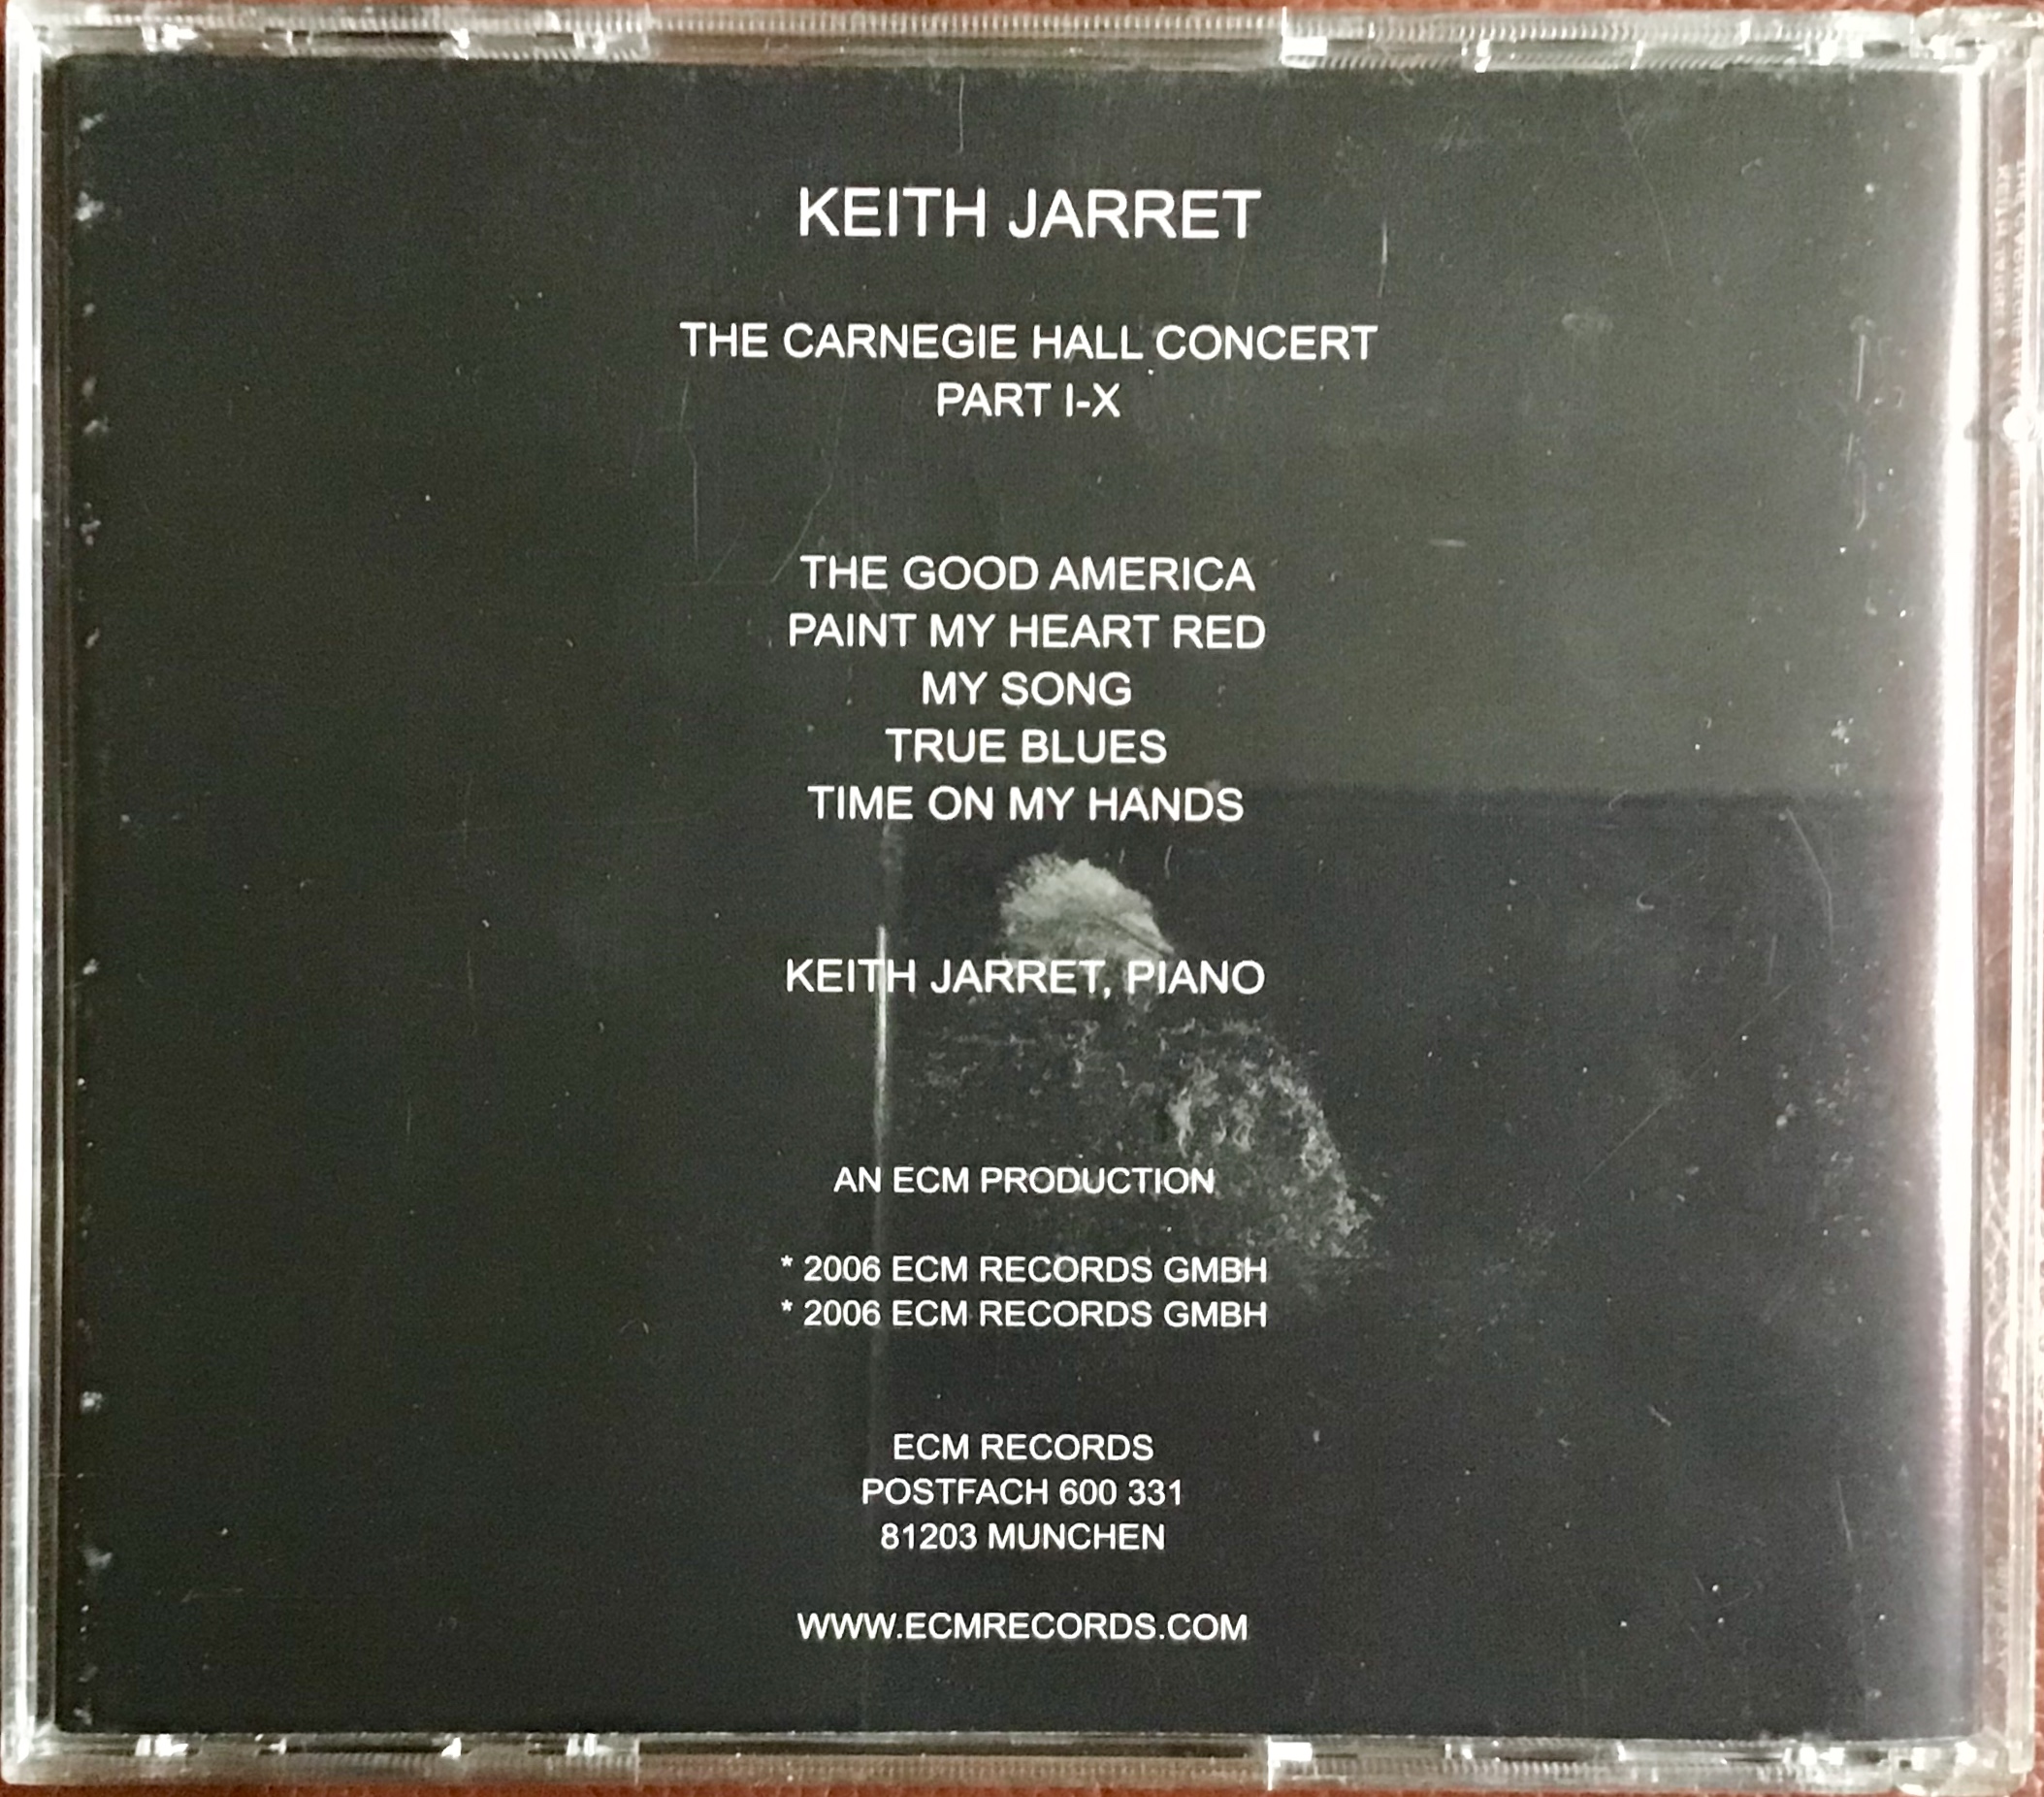 KEITH JARRET
THE CARNEGIE HALL CONCERT
PART I-X
THE GOOD AMERICA
PAINT MY HEART RED
MY SONG
TRUE BLUES
TIME ON MY HANDS
KEITH JARRET, PIANO
AN ECM PRODUCTION
* 2006 ECM RECORDS GMBH
* 2006 ECM RECORDS GMBH
ECM RECORDS
POSTFACH 600 331
81203 MUNCHEN
WWW.ECMRECORDS.COM